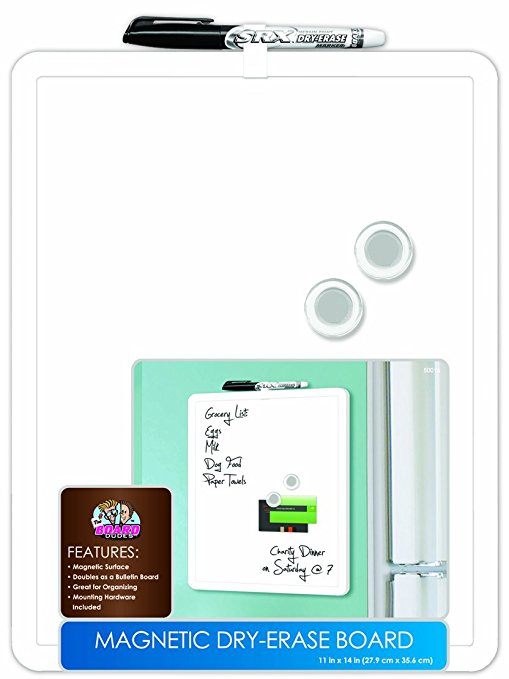 SRX DRY-ERASE
MARKER
50018
Grocery List
Eggs
Milk
Dog Food
Paper Towels
Charity Dinner
on Saturday @ 7
The
BOARD
DUDES
FEATURES:
• Magnetic Surface
• Doubles as a Bulletin Board
• Great for Organizing
• Mounting Hardware
Included
MAGNETIC DRY-ERASE BOARD
11 in x 14 in (27.9 cm x 35.6 cm)